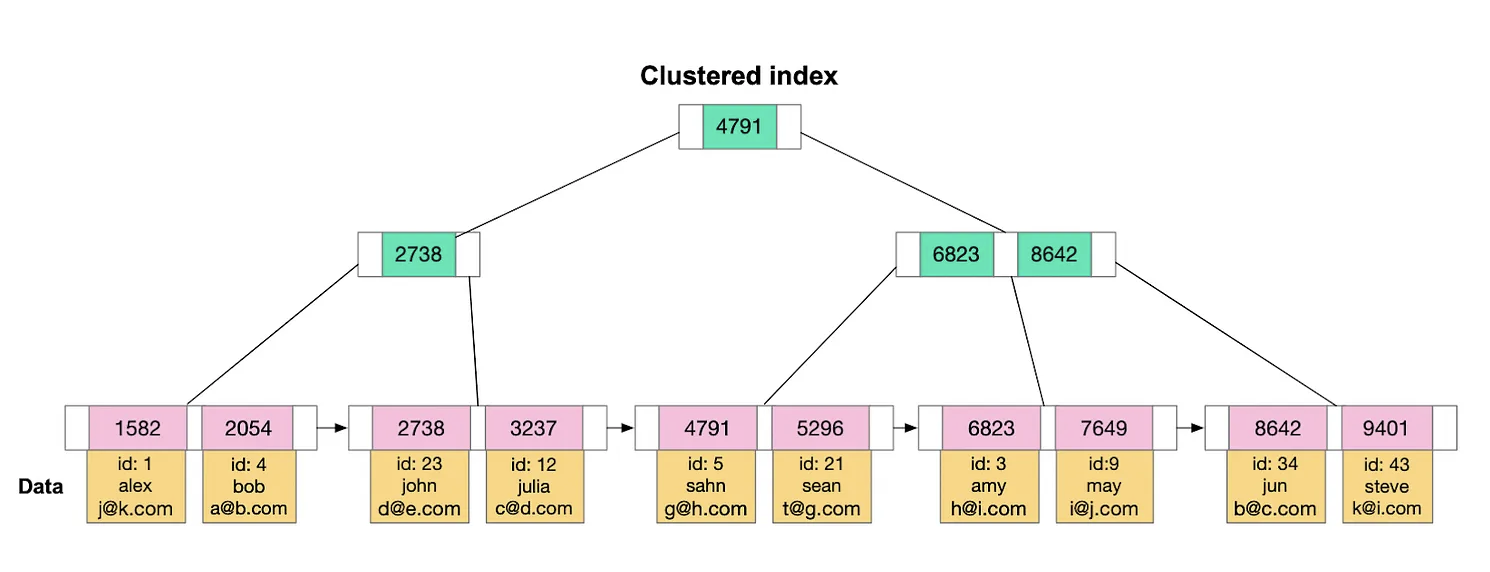 Clustered index
4791
2738
6823 8642
1582 2054 2738 3237 4791 5296 6823 7649 8642 9401
Data
id: 1
alex
j@k.com
id: 4
bob
a@b.com
id: 23
john
d@e.com
id: 12
julia
c@d.com
id: 5
sahn
g@h.com
id: 21
sean
t@g.com
id: 3
amy
h@i.com
id:9
may
i@j.com
id: 34
jun
b@c.com
id: 43
steve
k@i.com